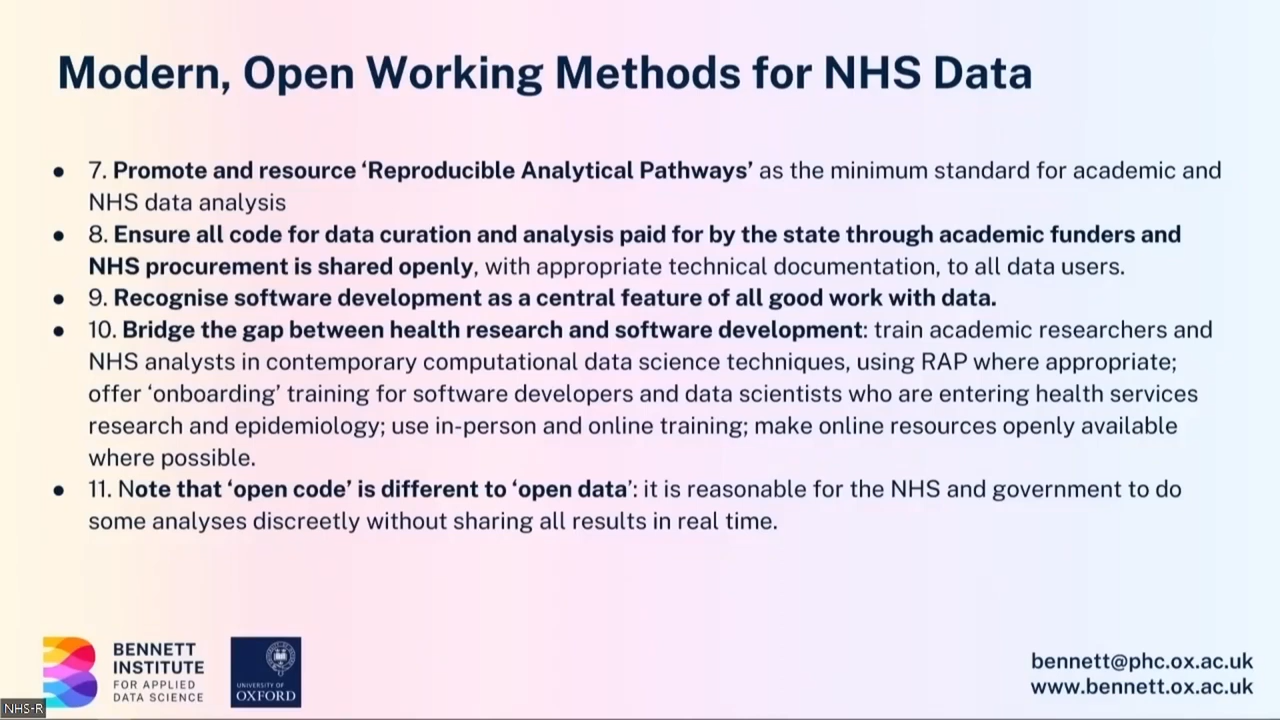 Modern, Open Working Methods for NHS Data
● 7. Promote and resource ‘Reproducible Analytical Pathways’ as the minimum standard for academic and
NHS data analysis
● 8. Ensure all code for data curation and analysis paid for by the state through academic funders and
NHS procurement is shared openly, with appropriate technical documentation, to all data users.
● 9. Recognise software development as a central feature of all good work with data.
● 10. Bridge the gap between health research and software development: train academic researchers and
NHS analysts in contemporary computational data science techniques, using RAP where appropriate;
offer ‘onboarding’ training for software developers and data scientists who are entering health services
research and epidemiology; use in-person and online training; make online resources openly available
where possible.
● 11. Note that ‘open code’ is different to ‘open data’: it is reasonable for the NHS and government to do
some analyses discreetly without sharing all results in real time.
BENNETT
INSTITUTE
FOR APPLIED
DATA SCIENCE
UNIVERSITY OF
OXFORD
bennett@phc.ox.ac.uk
www.bennett.ox.ac.uk
NHS-R